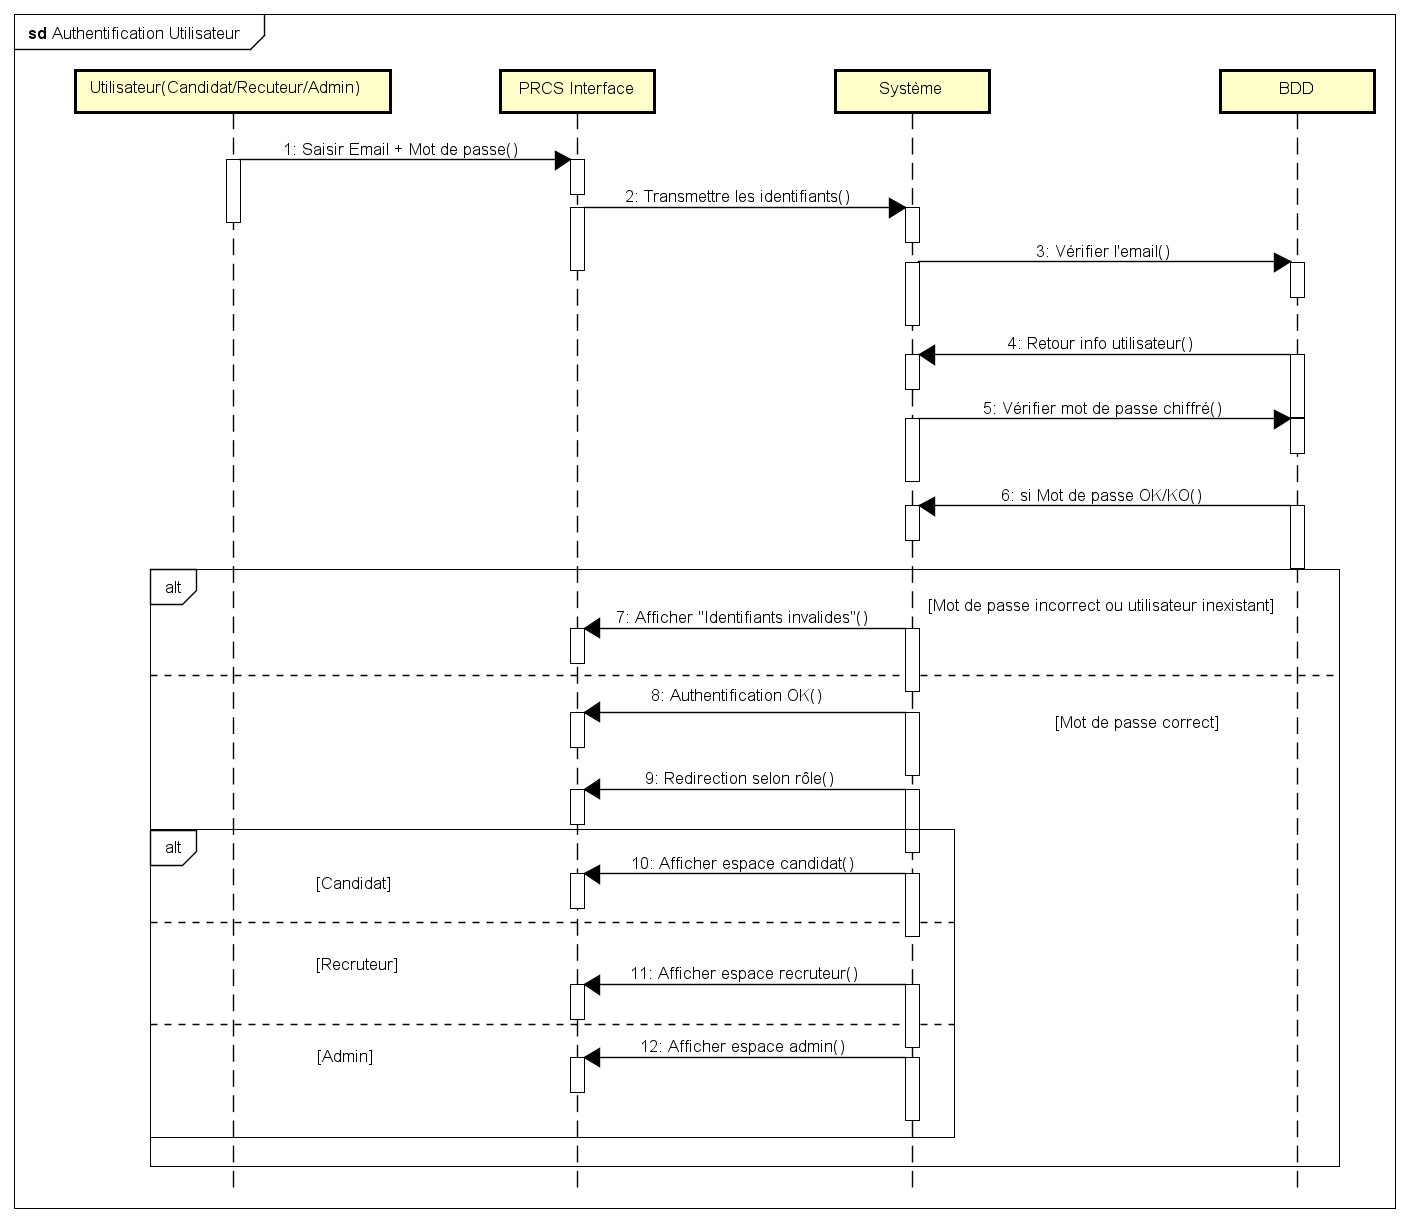 sd Authentification Utilisateur
Utilisateur(Candidat/Recuteur/Admin)
PRCS Interface
Système
BDD
1: Saisir Email + Mot de passe()
2: Transmettre les identifiants()
3: Vérifier l'email()
4: Retour info utilisateur()
5: Vérifier mot de passe chiffré()
6: si Mot de passe OK/KO()
alt
[Mot de passe incorrect ou utilisateur inexistant]
7: Afficher "Identifiants invalides"()
8: Authentification OK()
[Mot de passe correct]
9: Redirection selon rôle()
alt
10: Afficher espace candidat()
[Candidat]
[Recruteur]
11: Afficher espace recruteur()
12: Afficher espace admin()
[Admin]